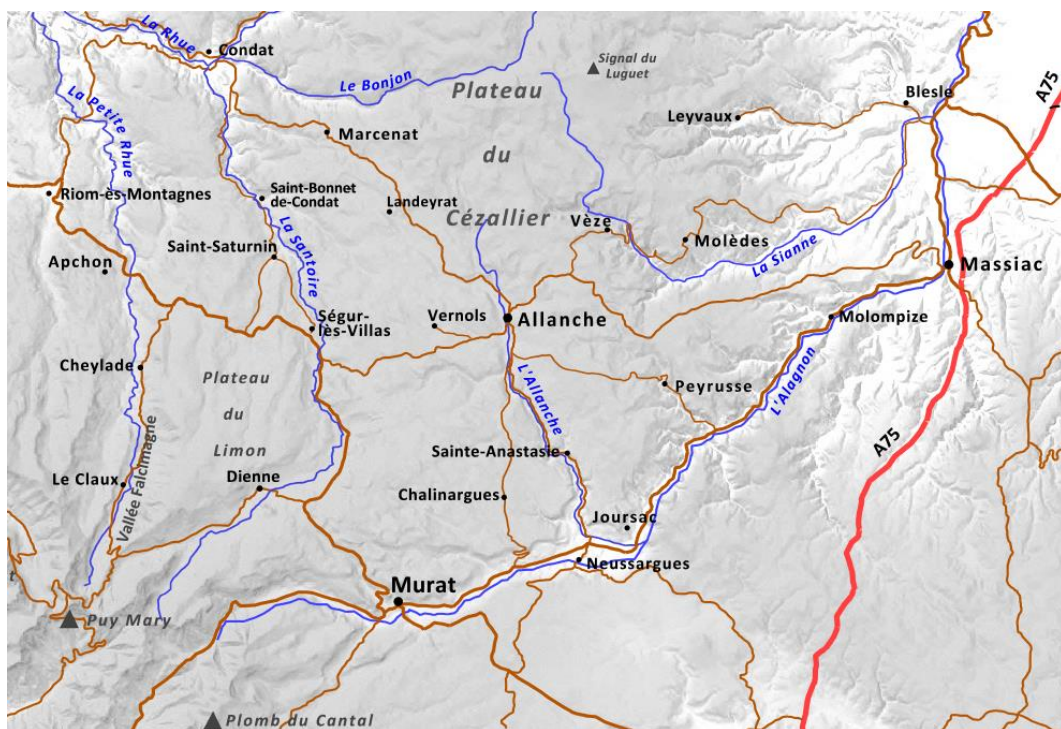 La Rhue
Condat
Le Bonjon
Signal du
Luguet
A75
Plateau
du
Cézallier
Blesle
Leyvaux
La Petite Rhue
Marcenat
Riom-ès-Montagnes
Saint-Bonnet
de-Condat
Landeyrat
La Santoire
Vèze
Molèdes
La Sianne
Saint-Saturnin
Apchon
Massiac
Ségur-
lès-Villas
Vernols
Allanche
Molompize
Cheylade
Plateau
du
Limon
L'Allanche
Peyrusse
L'Alagnon
A75
Sainte-Anastasie
Le Claux
Vallée Falcimagne
Dienne
Chalinargues
Joursac
Neussargues
Murat
Puy Mary
Plomb du Cantal